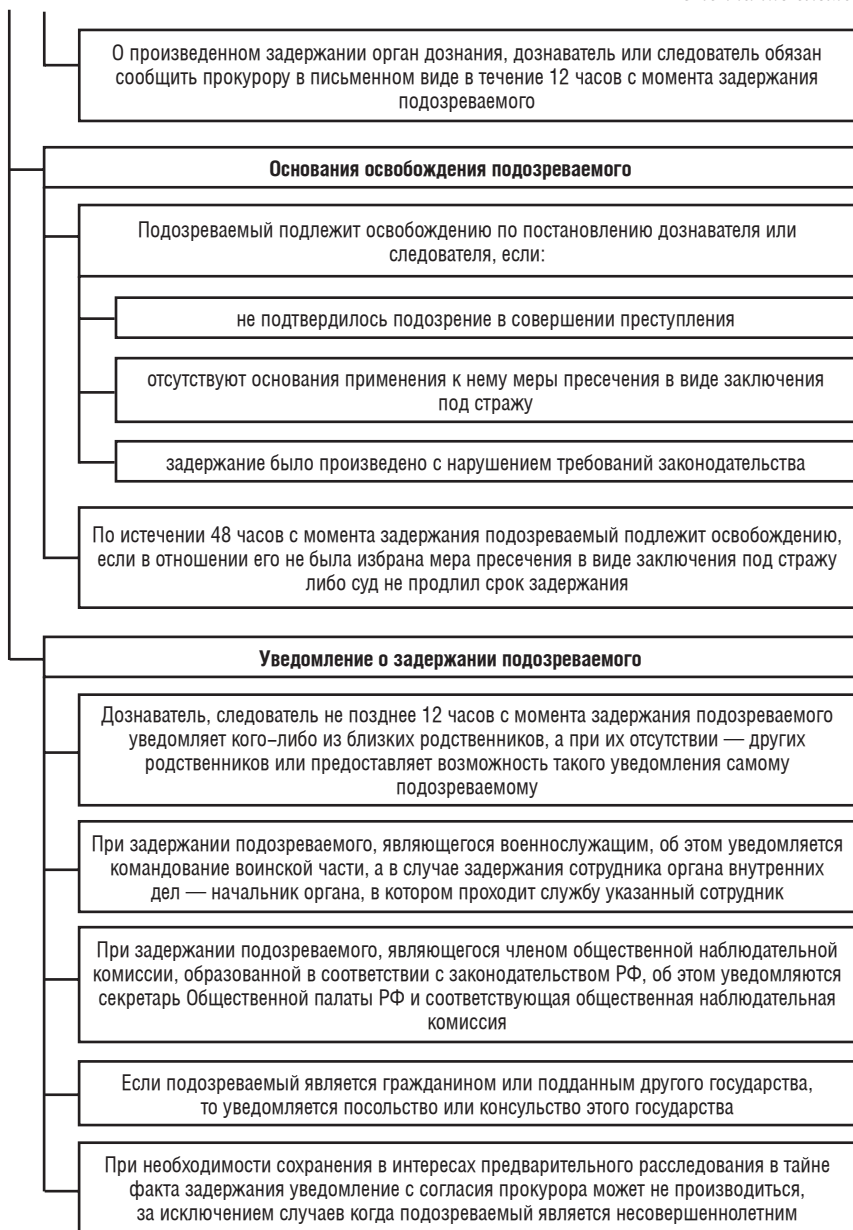 О произведенном задержании орган дознания, дознаватель или следователь обязан
сообщить прокурору в письменном виде в течение 12 часов с момента задержания
подозреваемого
Основания освобождения подозреваемого
Подозреваемый подлежит освобождению по постановлению дознавателя или
следователя, если:
не подтвердилось подозрение в совершении преступления
отсутствуют основания применения к нему меры пресечения в виде заключения
под стражу
задержание было произведено с нарушением требований законодательства
По истечении 48 часов с момента задержания подозреваемый подлежит освобождению,
если в отношении его не была избрана мера пресечения в виде заключения под стражу
либо суд не продлил срок задержания
Уведомление о задержании подозреваемого
Дознаватель, следователь не позднее 12 часов с момента задержания подозреваемого
уведомляет кого–либо из близких родственников, а при их отсутствии — других
родственников или предоставляет возможность такого уведомления самому
подозреваемому
При задержании подозреваемого, являющегося военнослужащим, об этом уведомляется
командование воинской части, а в случае задержания сотрудника органа внутренних
дел — начальник органа, в котором проходит службу указанный сотрудник
При задержании подозреваемого, являющегося членом общественной наблюдательной
комиссии, образованной в соответствии с законодательством РФ, об этом уведомляются
секретарь Общественной палаты РФ и соответствующая общественная наблюдательная
комиссия
Если подозреваемый является гражданином или подданным другого государства,
то уведомляется посольство или консульство этого государства
При необходимости сохранения в интересах предварительного расследования в тайне
факта задержания уведомление с согласия прокурора может не производиться,
за исключением случаев когда подозреваемый является несовершеннолетним